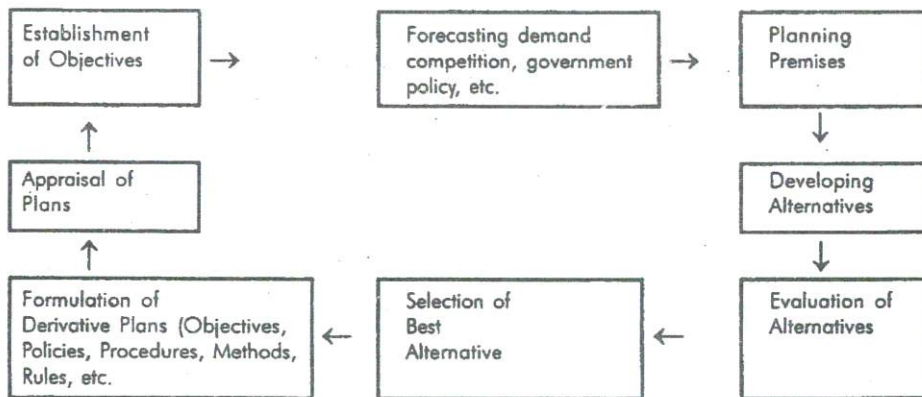 Establishment
of Objectives
Forecasting demand
competition, government
policy, etc.
Planning
Premises
Developing
Alternatives
Evaluation of
Alternatives
Selection of
Best
Alternative
Formulation of
Derivative Plans (Objectives,
Policies, Procedures, Methods,
Rules, etc.
Appraisal of
Plans